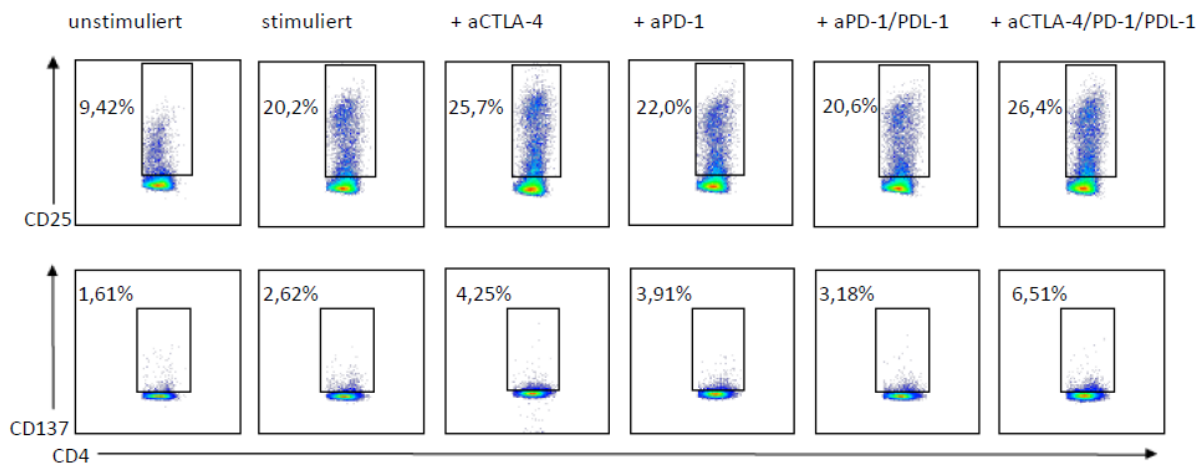 unstimuliert stimuliert + aCTLA-4 + aPD-1 + aPD-1/PDL-1 + aCTLA-4/PD-1/PDL-1
9,42% 20,2% 25,7% 22,0% 20,6% 26,4%
CD25
1,61% 2,62% 4,25% 3,91% 3,18% 6,51%
CD137
CD4